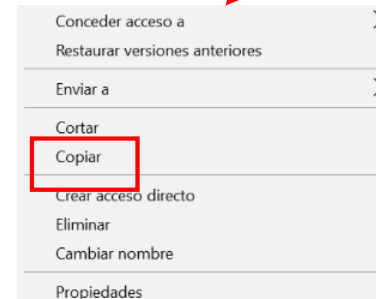 Conceder acceso a
Restaurar versiones anteriores
Enviar a
Cortar
Copiar
Crear acceso directo
Eliminar
Cambiar nombre
Propiedades